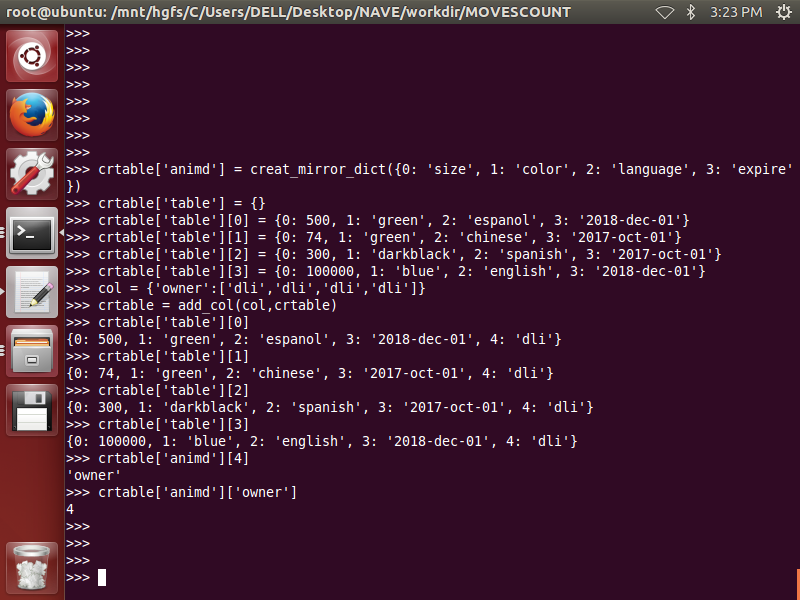 root@ubuntu: /mnt/hgfs/C/Users/DELL/Desktop/NAVE/workdir/MOVESCOUNT 3:23 PM
>>>
>>>
>>>
>>>
>>>
>>>
>>>
>>>
>>> crtable['animd'] = creat_mirror_dict({0: 'size', 1: 'color', 2: 'language', 3: 'expire'
})
>>> crtable['table'] = {}
>>> crtable['table'][0] = {0: 500, 1: 'green', 2: 'espanol', 3: '2018-dec-01'}
>>> crtable['table'][1] = {0: 74, 1: 'green', 2: 'chinese', 3: '2017-oct-01'}
>>> crtable['table'][2] = {0: 300, 1: 'darkblack', 2: 'spanish', 3: '2017-oct-01'}
>>> crtable['table'][3] = {0: 100000, 1: 'blue', 2: 'english', 3: '2018-dec-01'}
>>> col = {'owner':['dli','dli','dli','dli']}
>>> crtable = add_col(col,crtable)
>>> crtable['table'][0]
{0: 500, 1: 'green', 2: 'espanol', 3: '2018-dec-01', 4: 'dli'}
>>> crtable['table'][1]
{0: 74, 1: 'green', 2: 'chinese', 3: '2017-oct-01', 4: 'dli'}
>>> crtable['table'][2]
{0: 300, 1: 'darkblack', 2: 'spanish', 3: '2017-oct-01', 4: 'dli'}
>>> crtable['table'][3]
{0: 100000, 1: 'blue', 2: 'english', 3: '2018-dec-01', 4: 'dli'}
>>> crtable['animd'][4]
'owner'
>>> crtable['animd']['owner']
4
>>>
>>>
>>>
>>>